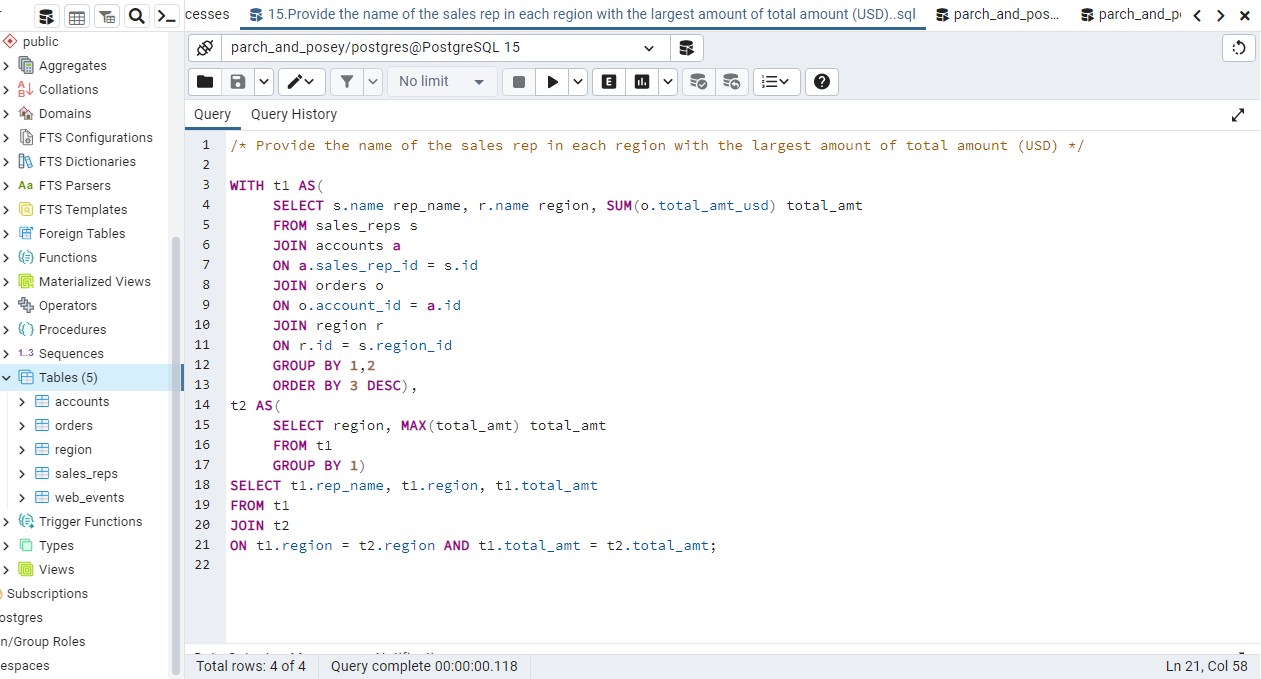 cesses
15.Provide the name of the sales rep in each region with the largest amount of total amount (USD)..sql
parch_and_pos...
parch_and_p
public
Aggregates
Collations
Domains
FTS Configurations
FTS Dictionaries
Aa FTS Parsers
FTS Templates
Foreign Tables
Functions
Materialized Views
Operators
Procedures
1..3 Sequences
Tables (5)
accounts
orders
region
sales_reps
web_events
Trigger Functions
Types
Views
Subscriptions
ostgres
n/Group Roles
espaces
parch_and_posey/postgres@PostgreSQL 15
No limit
E
Query Query History
1 /* Provide the name of the sales rep in each region with the largest amount of total amount (USD) */
2
3 WITH t1 AS(
4 SELECT s.name rep_name, r.name region, SUM(o.total_amt_usd) total_amt
5 FROM sales_reps s
6 JOIN accounts a
7 ON a.sales_rep_id = s.id
8 JOIN orders o
9 ON o.account_id = a.id
10 JOIN region r
11 ON r.id = s.region_id
12 GROUP BY 1,2
13 ORDER BY 3 DESC),
14 t2 AS(
15 SELECT region, MAX(total_amt) total_amt
16 FROM t1
17 GROUP BY 1)
18 SELECT t1.rep_name, t1.region, t1.total_amt
19 FROM t1
20 JOIN t2
21 ON t1.region = t2.region AND t1.total_amt = t2.total_amt;
22
Total rows: 4 of 4
Query complete 00:00:00.118
Ln 21, Col 58